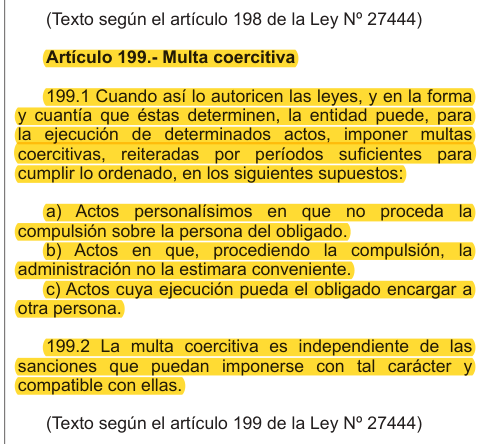 (Texto según el artículo 198 de la Ley Nº 27444)
Artículo 199.- Multa coercitiva
199.1 Cuando así lo autoricen las leyes, y en la forma
y cuantía que éstas determinen, la entidad puede, para
la ejecución de determinados actos, imponer multas
coercitivas, reiteradas por períodos suficientes para
cumplir lo ordenado, en los siguientes supuestos:
a) Actos personalísimos en que no proceda la
compulsión sobre la persona del obligado.
b) Actos en que, procediendo la compulsión, la
administración no la estimara conveniente.
c) Actos cuya ejecución pueda el obligado encargar a
otra persona.
199.2 La multa coercitiva es independiente de las
sanciones que puedan imponerse con tal carácter y
compatible con ellas.
(Texto según el artículo 199 de la Ley Nº 27444)